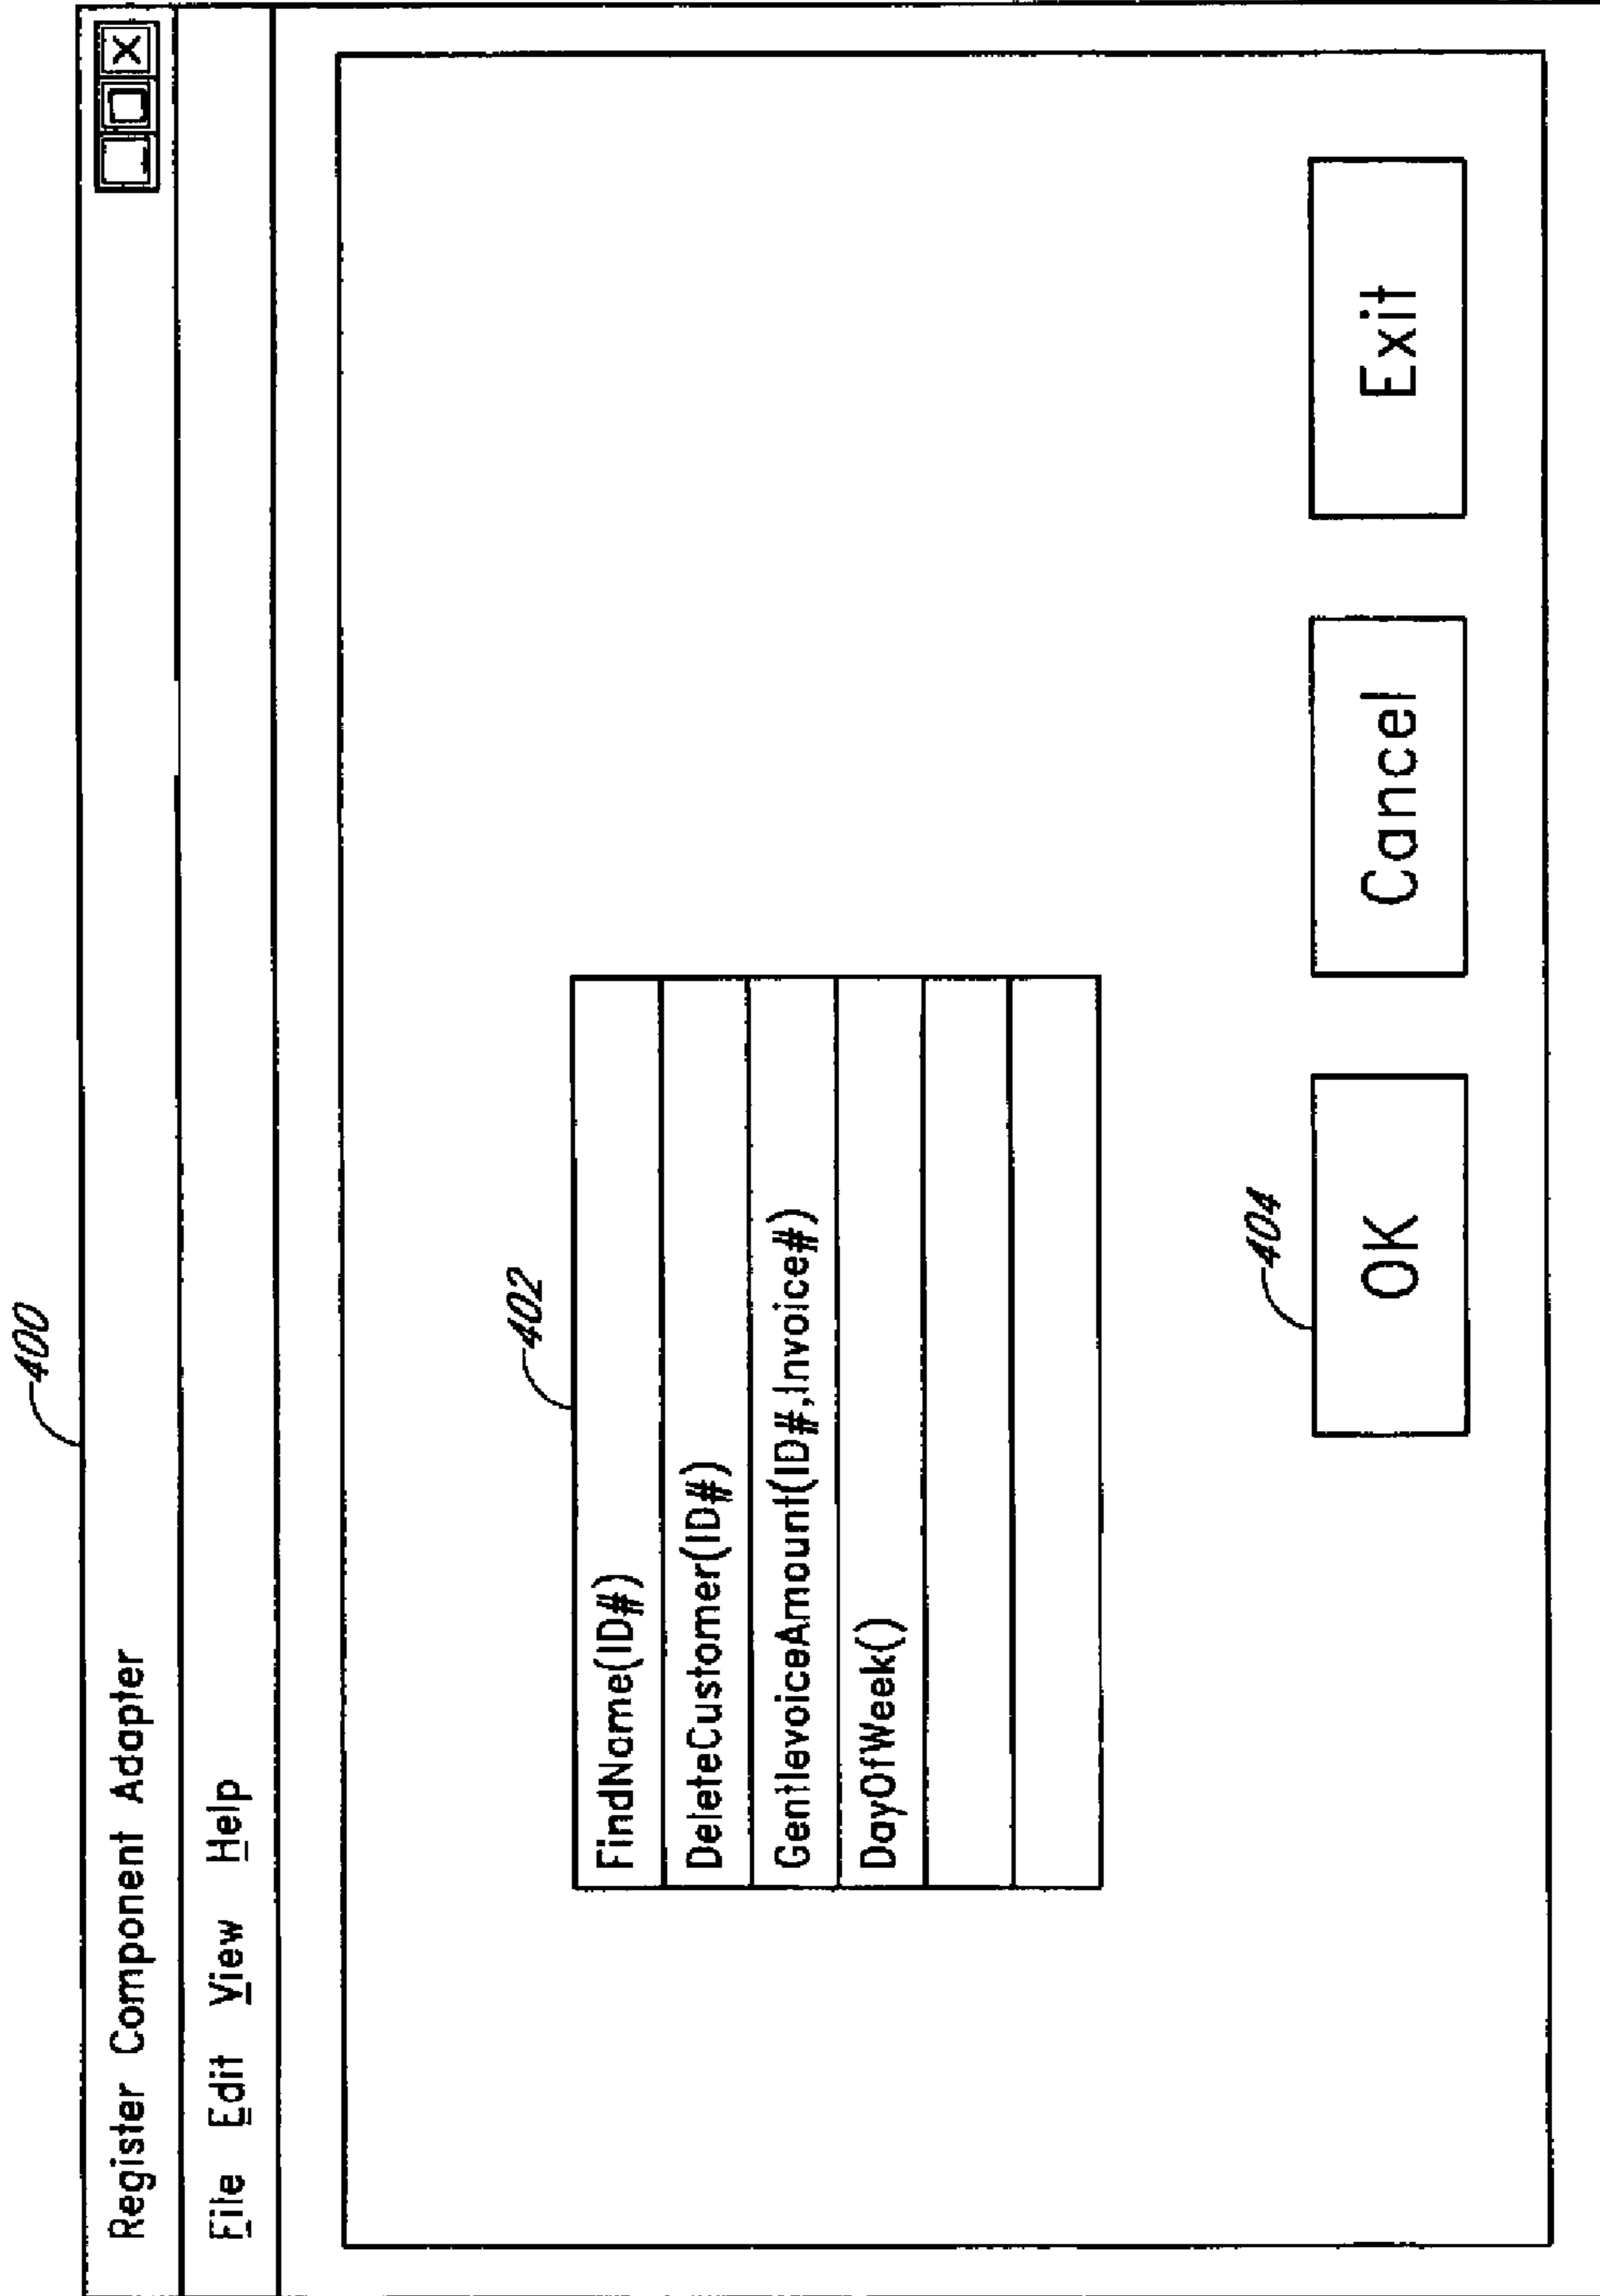 400
Register Component Adapter
X
File Edit View Help
402
FindName(ID#)
DeleteCustomer(ID#)
GentIevoiceAmount(ID#,Invoice#)
DayOfWeek()
404
OK Cancel Exit